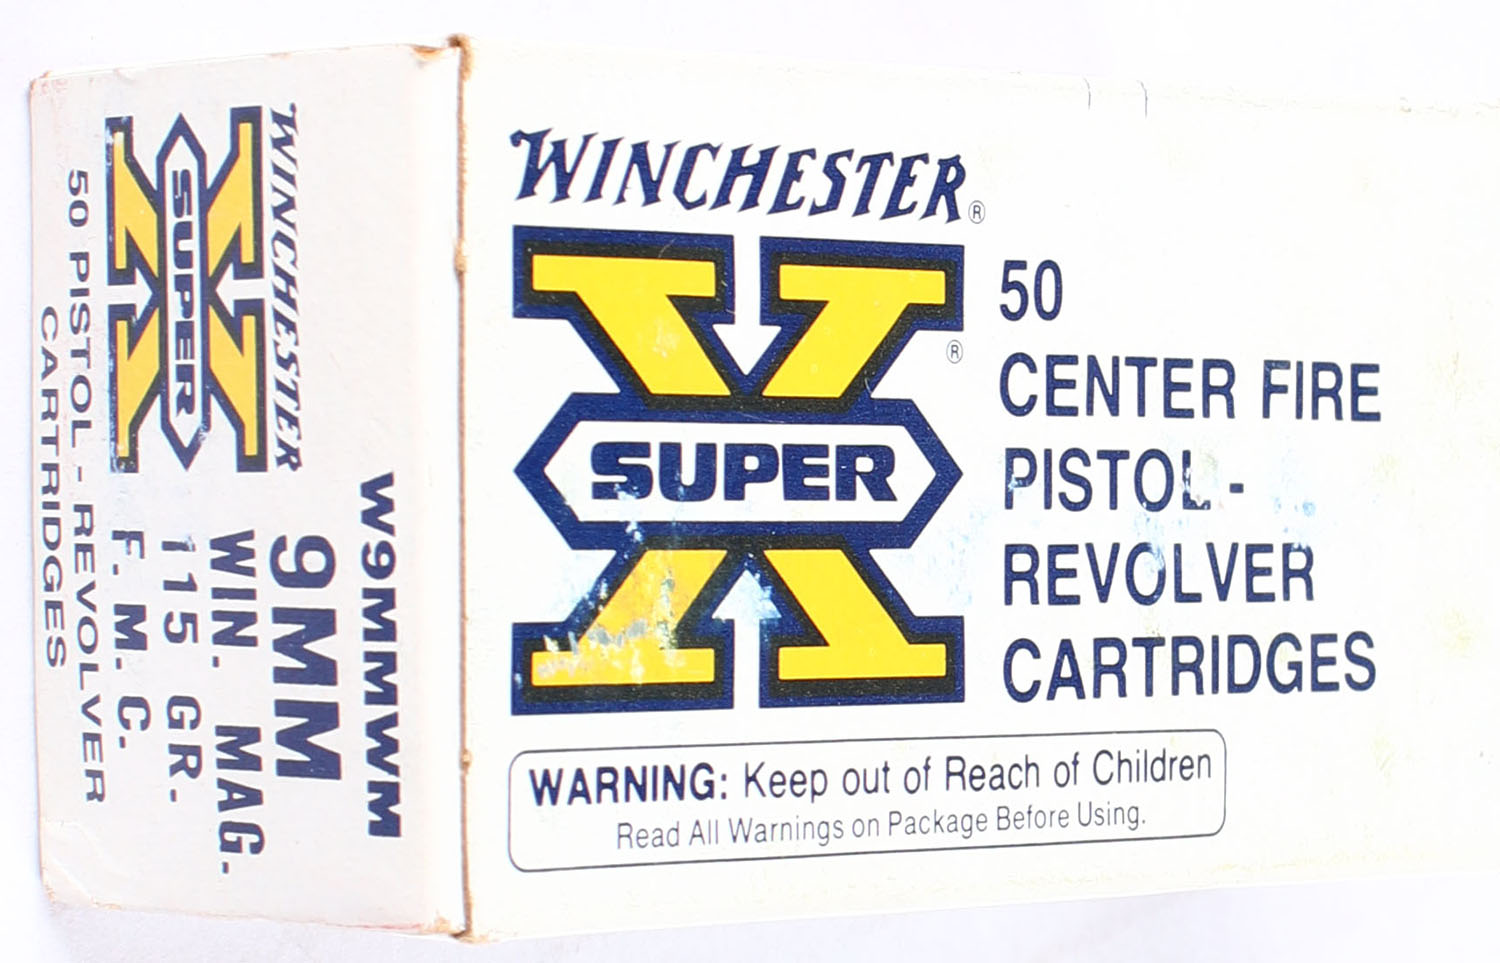 WINCHESTER®
SUPER X®
50
CENTER FIRE
PISTOL-
REVOLVER
CARTRIDGES
WARNING: Keep out of Reach of Children
Read All Warnings on Package Before Using.
W9MMWM
WINCHESTER
SUPER X
9MM
WIN. MAG.
115 GR.
F. M. C.
50 PISTOL - REVOLVER
CARTRIDGES